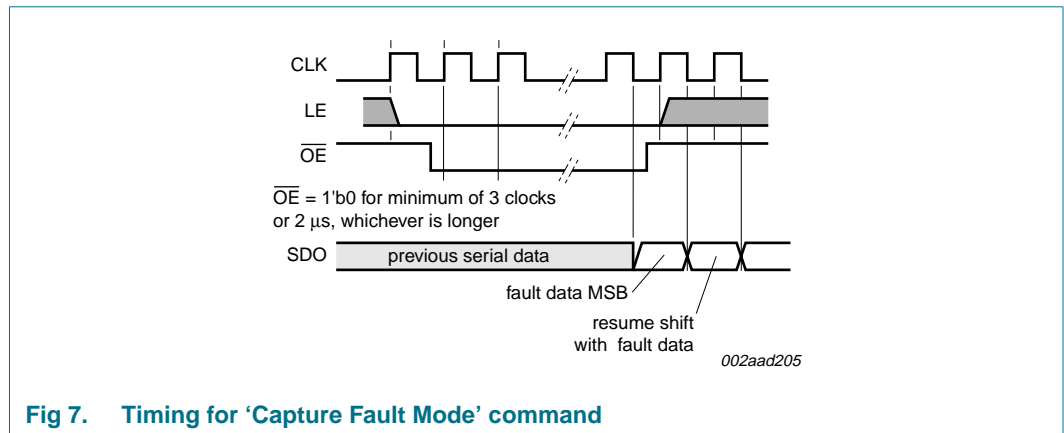 CLK
LE
OE
OE = 1'b0 for minimum of 3 clocks
or 2 μs, whichever is longer
SDO
previous serial data
fault data MSB
resume shift
with fault data
002aad205
Fig 7. Timing for ‘Capture Fault Mode’ command